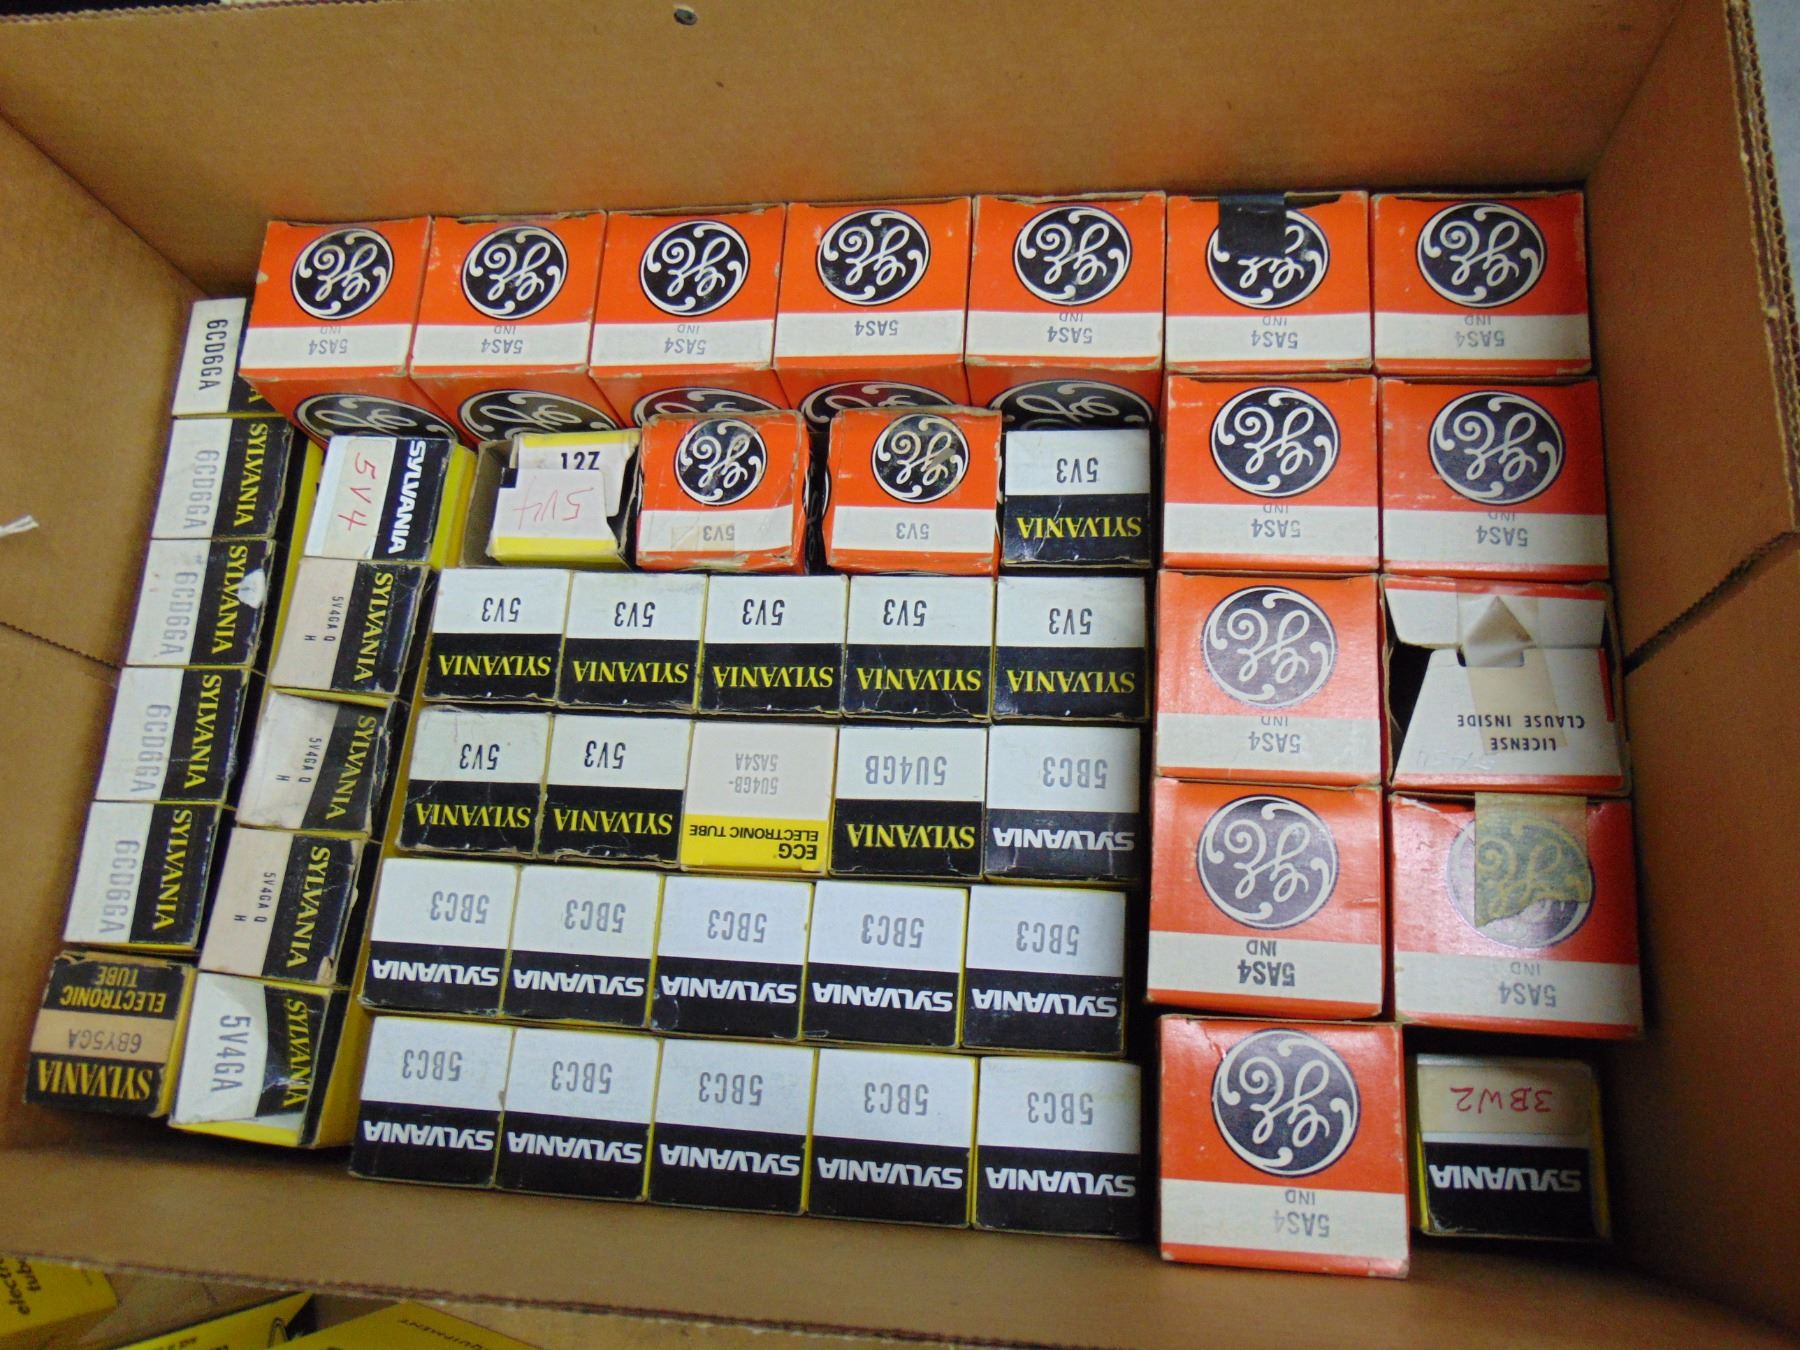 5AS4
IND
5AS4
IND
5AS4
IND
5AS4
5AS4
IND
5AS4
IND
5AS4
IND
6CD6GA
SYLVANIA
6CD6GA
SYLVANIA
6CD6GA
SYLVANIA
6CD6GA
SYLVANIA
6CD6GA
SYLVANIA
5V4
12Z
5V4
5V3
5V3
5V3
SYLVANIA
5AS4
IND
5AS4
IND
SYLVANIA
5V4GA Q
H
SYLVANIA
5V4GA Q
H
SYLVANIA
5V4GA Q
H
5V3
SYLVANIA
5V3
SYLVANIA
5V3
SYLVANIA
5V3
SYLVANIA
5V3
SYLVANIA
5AS4
IND
LICENSE
CLAUSE INSIDE
5V3
SYLVANIA
5V3
SYLVANIA
5U4GB-
5AS4A
ECG®
ELECTRONIC TUBE
5U4GB
SYLVANIA
5BC3
SYLVANIA
5AS4
IND
5AS4
IND
5BC3
SYLVANIA
5BC3
SYLVANIA
5BC3
SYLVANIA
5BC3
SYLVANIA
5BC3
SYLVANIA
SYLVANIA
6BY5GA
ELECTRONIC
TUBE
5V4GA
SYLVANIA
5BC3
SYLVANIA
5BC3
SYLVANIA
5BC3
SYLVANIA
5BC3
SYLVANIA
5BC3
SYLVANIA
5AS4
IND
3BW2
SYLVANIA